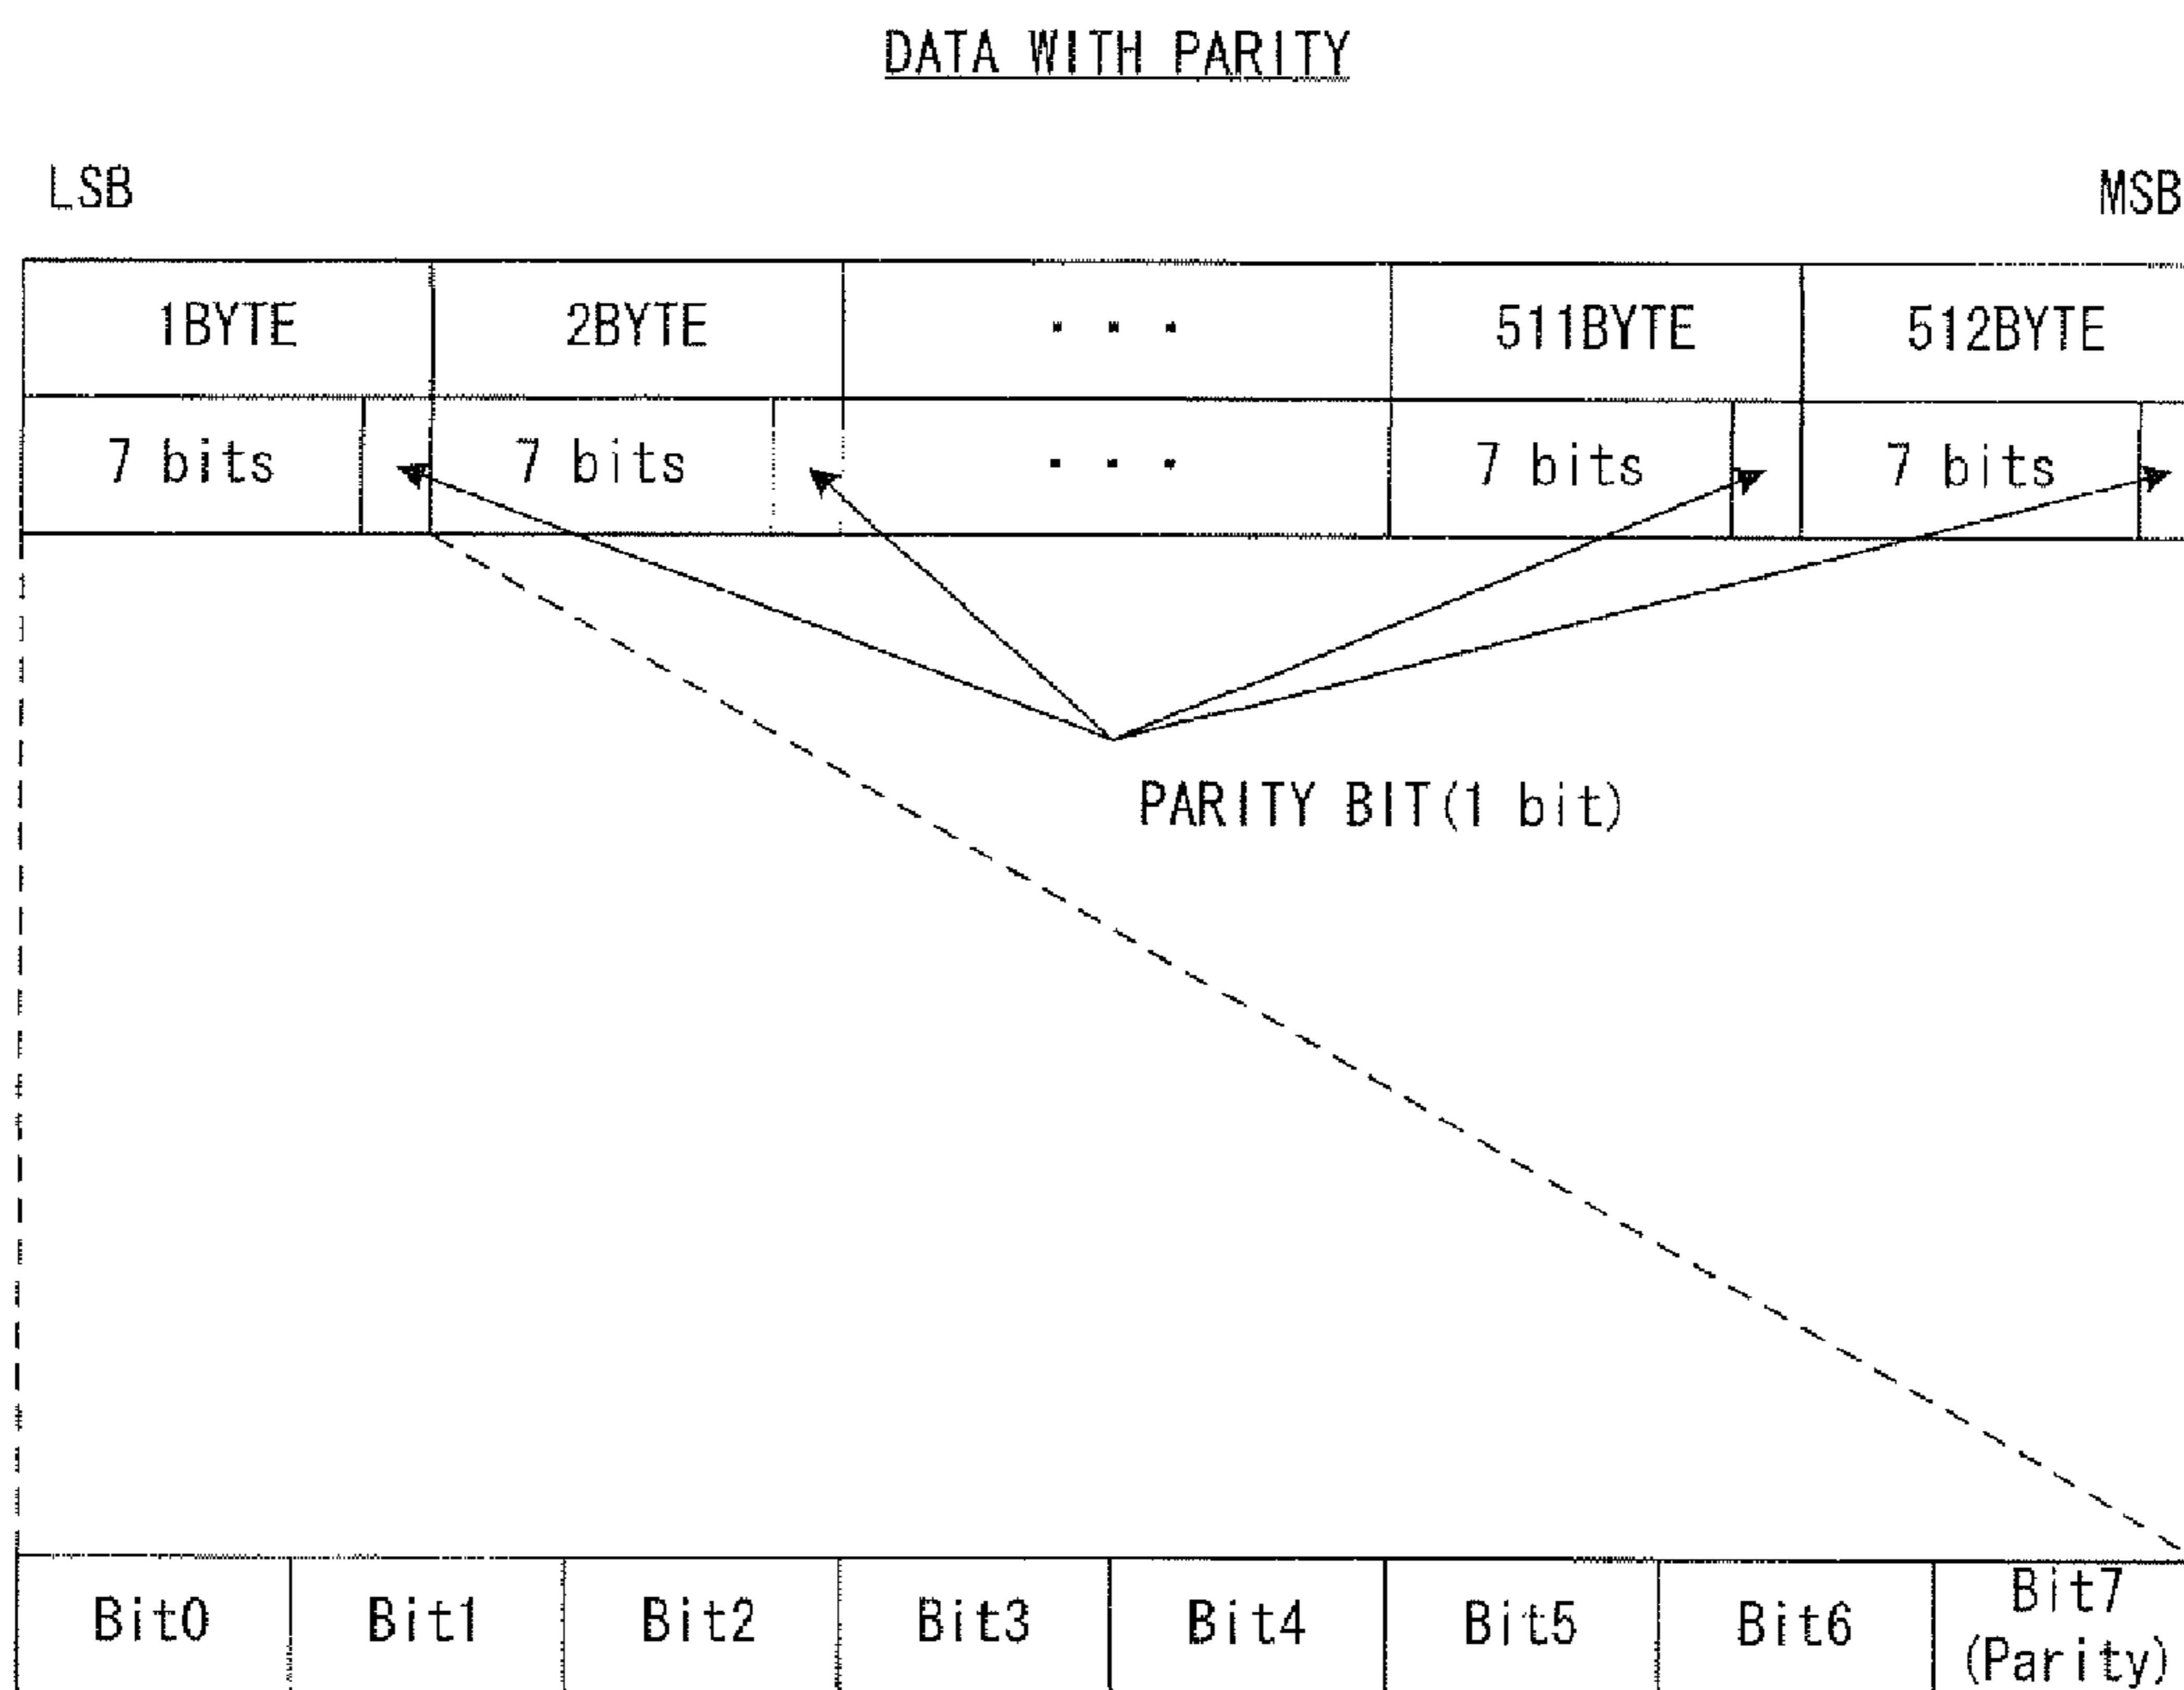 DATA WITH PARITY
LSB MSB
1BYTE 2BYTE ... 511BYTE 512BYTE
7 bits 7 bits ... 7 bits 7 bits
PARITY BIT(1 bit)
Bit0 Bit1 Bit2 Bit3 Bit4 Bit5 Bit6 Bit7
(Parity)